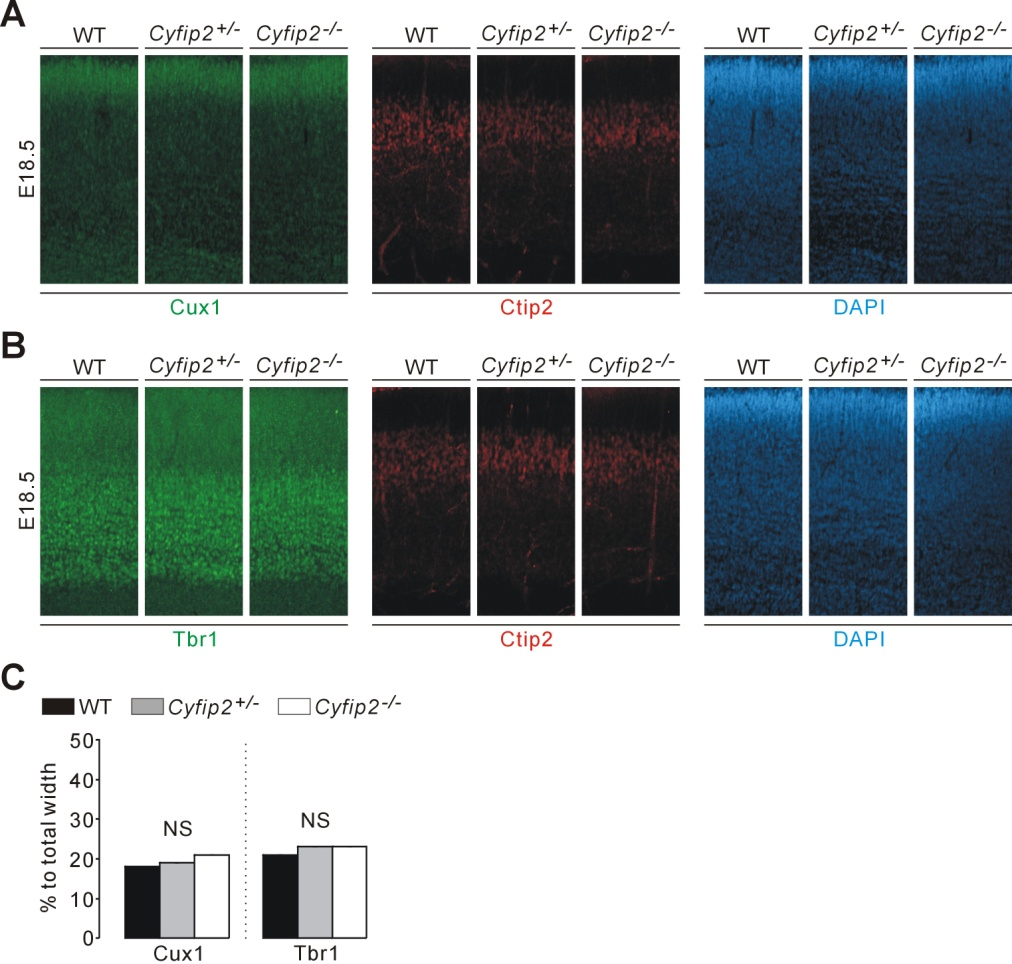 A
WT Cyfip2+/- Cyfip2-/- WT Cyfip2+/- Cyfip2-/- WT Cyfip2+/- Cyfip2-/-
E18.5
Cux1 Ctip2 DAPI
B
WT Cyfip2+/- Cyfip2-/- WT Cyfip2+/- Cyfip2-/- WT Cyfip2+/- Cyfip2-/-
E18.5
Tbr1 Ctip2 DAPI
C
WT Cyfip2+/- Cyfip2-/-
% to total width
50
40
30
20
10
0
NS NS
Cux1 Tbr1